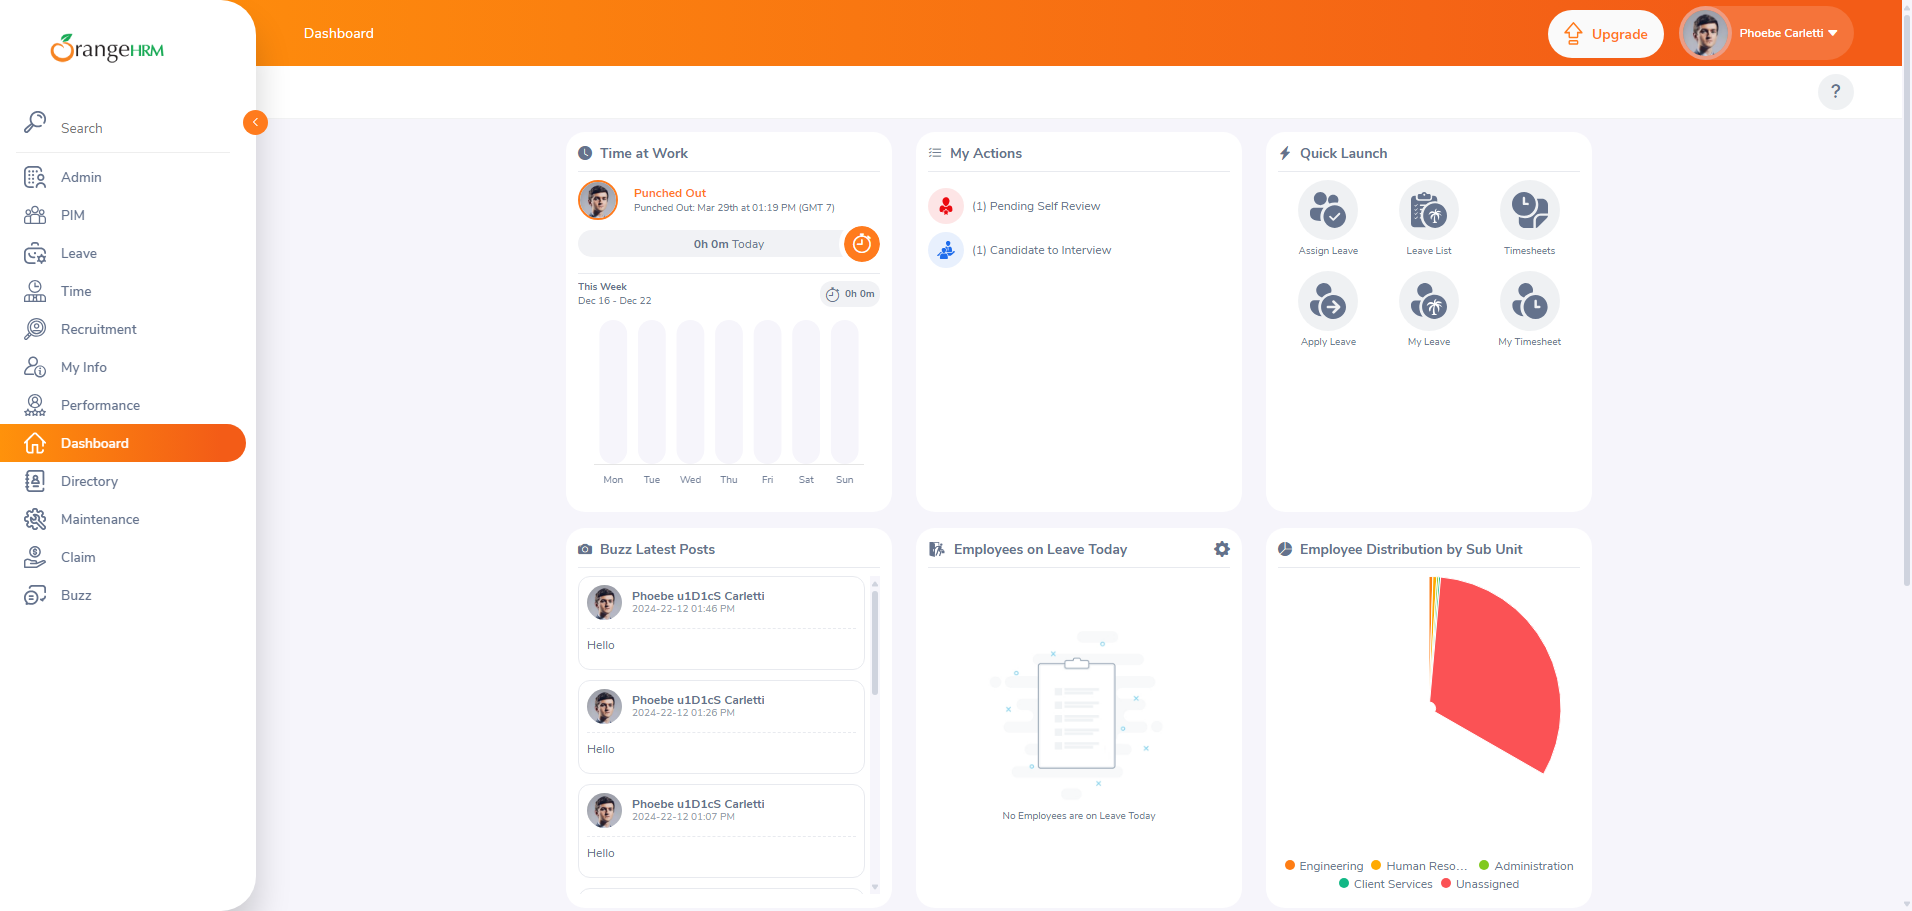 OrangeHRM
Dashboard
Upgrade
Phoebe Carletti
?
Search
Admin
PIM
Leave
Time
Recruitment
My Info
Performance
Dashboard
Directory
Maintenance
Claim
Buzz
Time at Work
Punched Out
Punched Out: Mar 29th at 01:19 PM (GMT 7)
0h 0m Today
This Week
Dec 16 - Dec 22
0h 0m
Mon Tue Wed Thu Fri Sat Sun
My Actions
(1) Pending Self Review
(1) Candidate to Interview
Quick Launch
Assign Leave
Leave List
Timesheets
Apply Leave
My Leave
My Timesheet
Buzz Latest Posts
Phoebe u1D1cS Carletti
2024-22-12 01:46 PM
Hello
Phoebe u1D1cS Carletti
2024-22-12 01:26 PM
Hello
Phoebe u1D1cS Carletti
2024-22-12 01:07 PM
Hello
Employees on Leave Today
No Employees are on Leave Today
Employee Distribution by Sub Unit
Engineering Human Reso... Administration
Client Services Unassigned